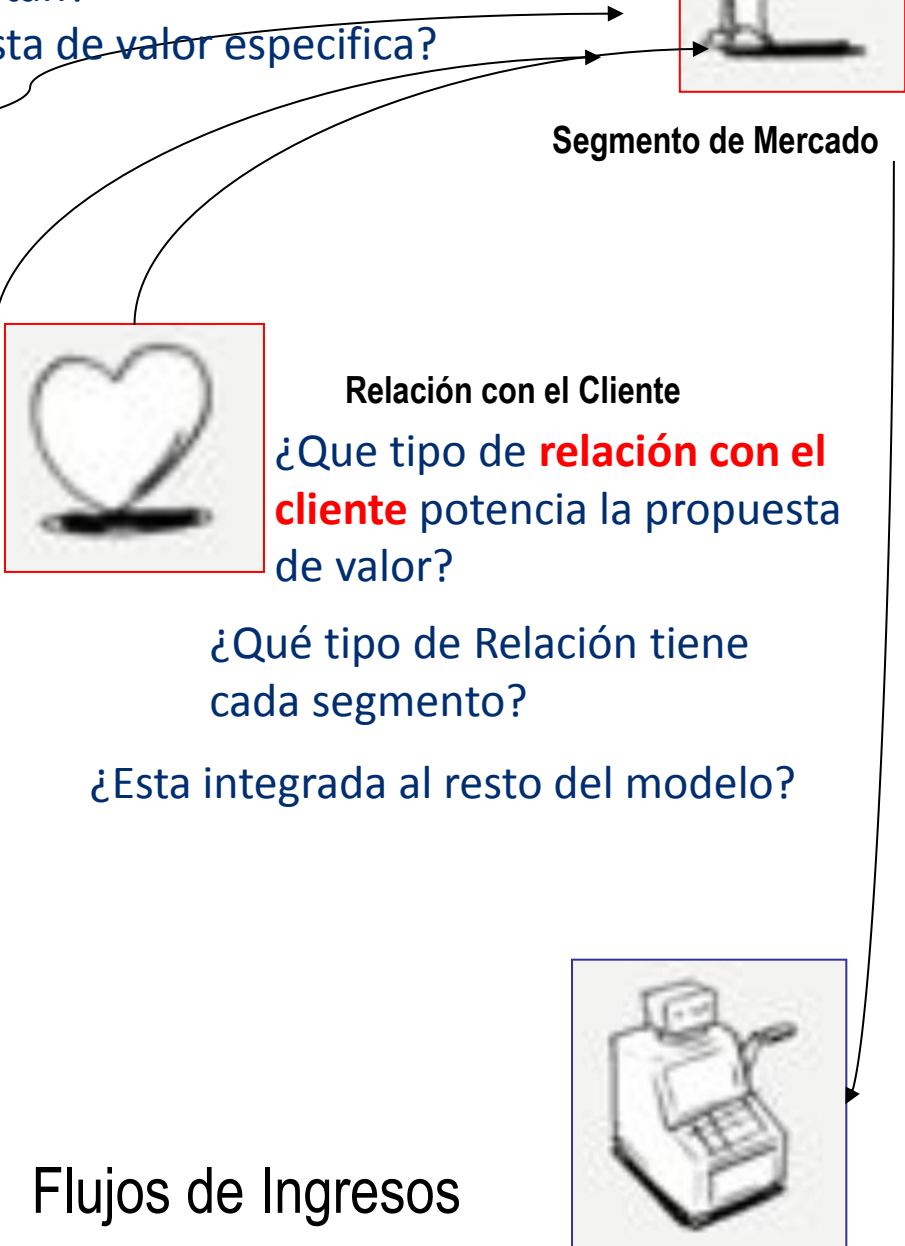 de valor especifica?
Segmento de Mercado
Relación con el Cliente
¿Que tipo de relación con el
cliente potencia la propuesta
de valor?
¿Qué tipo de Relación tiene
cada segmento?
¿Esta integrada al resto del modelo?
Flujos de Ingresos